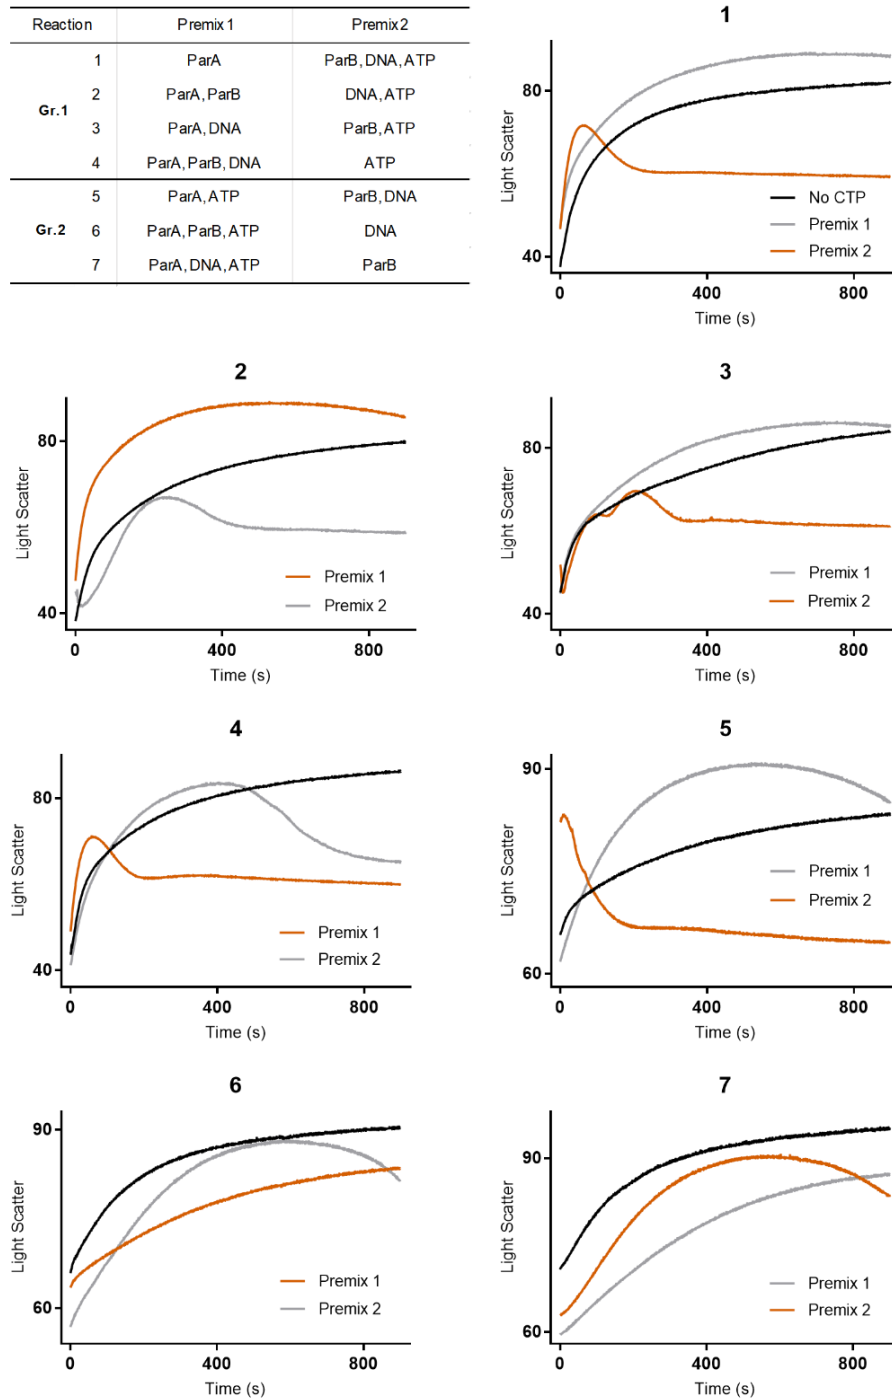 Reaction Premix 1 Premix 2
1 ParA ParB, DNA, ATP
Gr.1
2 ParA, ParB DNA, ATP
3 ParA, DNA ParB, ATP
4 ParA, ParB, DNA ATP
5 ParA, ATP ParB, DNA
Gr.2 6 ParA, ParB, ATP DNA
7 ParA, DNA, ATP ParB
1
80
40
Light Scatter
No CTP
Premix 1
Premix 2
0 400 800
Time (s)
2
80
40
Light Scatter
Premix 1
Premix 2
0 400 800
Time (s)
3
80
40
Light Scatter
Premix 1
Premix 2
0 400 800
Time (s)
4
80
40
Light Scatter
Premix 1
Premix 2
0 400 800
Time (s)
5
90
60
Light Scatter
Premix 1
Premix 2
0 400 800
Time (s)
6
90
60
Light Scatter
Premix 1
Premix 2
0 400 800
Time (s)
7
90
60
Light Scatter
Premix 1
Premix 2
0 400 800
Time (s)